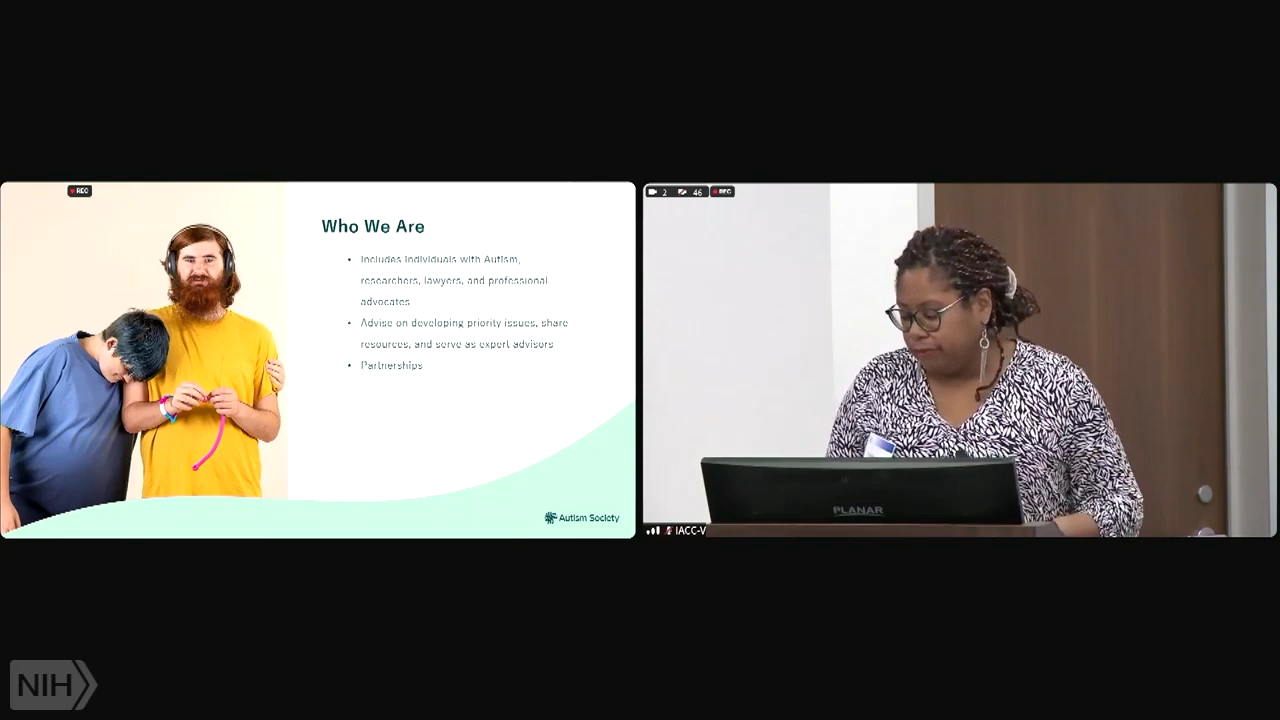 REC
Who We Are
• Includes individuals with Autism,
researchers, lawyers, and professional
advocates
• Advise on developing priority issues, share
resources, and serve as expert advisors
• Partnerships
Autism Society
2 46 REC
PLANAR
IACC-V
NIH